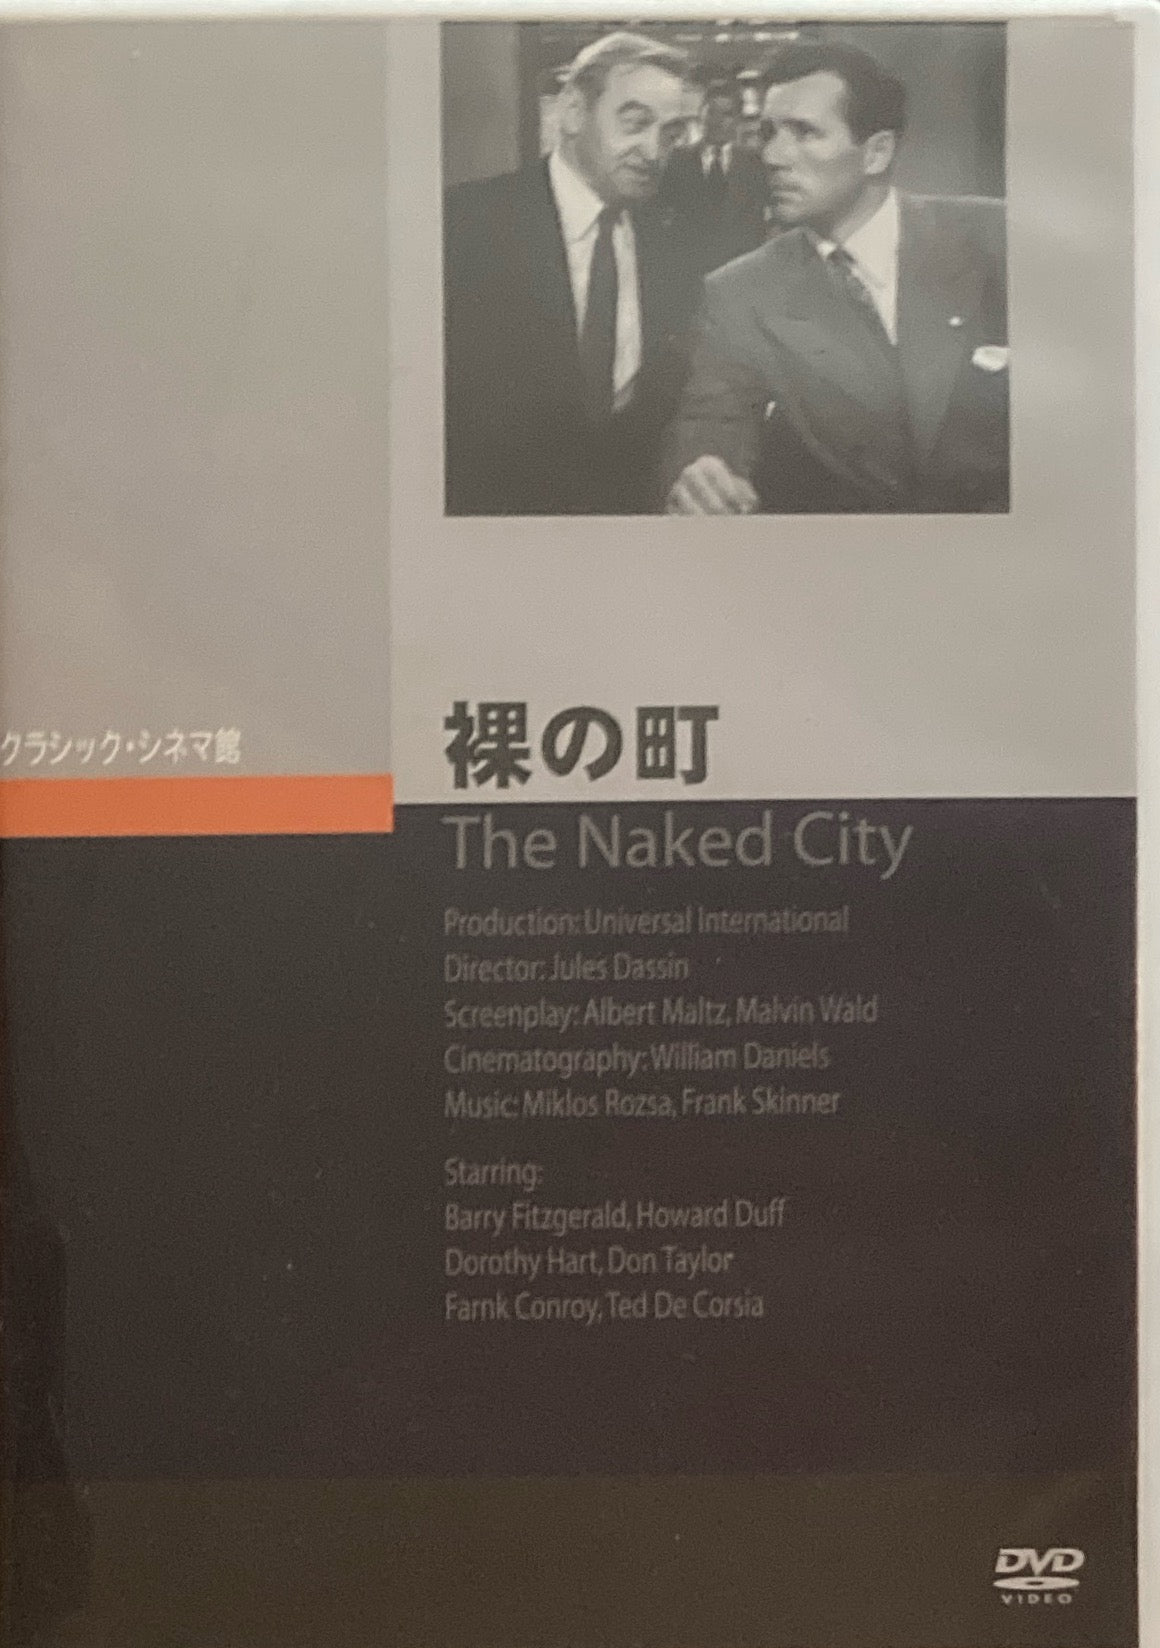 クラシック・シネマ館
裸の町
The Naked City
Production: Universal International
Director: Jules Dassin
Screenplay: Albert Maltz, Malvin Wald
Cinematography: William Daniels
Music: Miklos Rozsa, Frank Skinner
Starring:
Barry Fitzgerald, Howard Duff
Dorothy Hart, Don Taylor
Farnk Conroy, Ted De Corsia
DVD
VIDEO